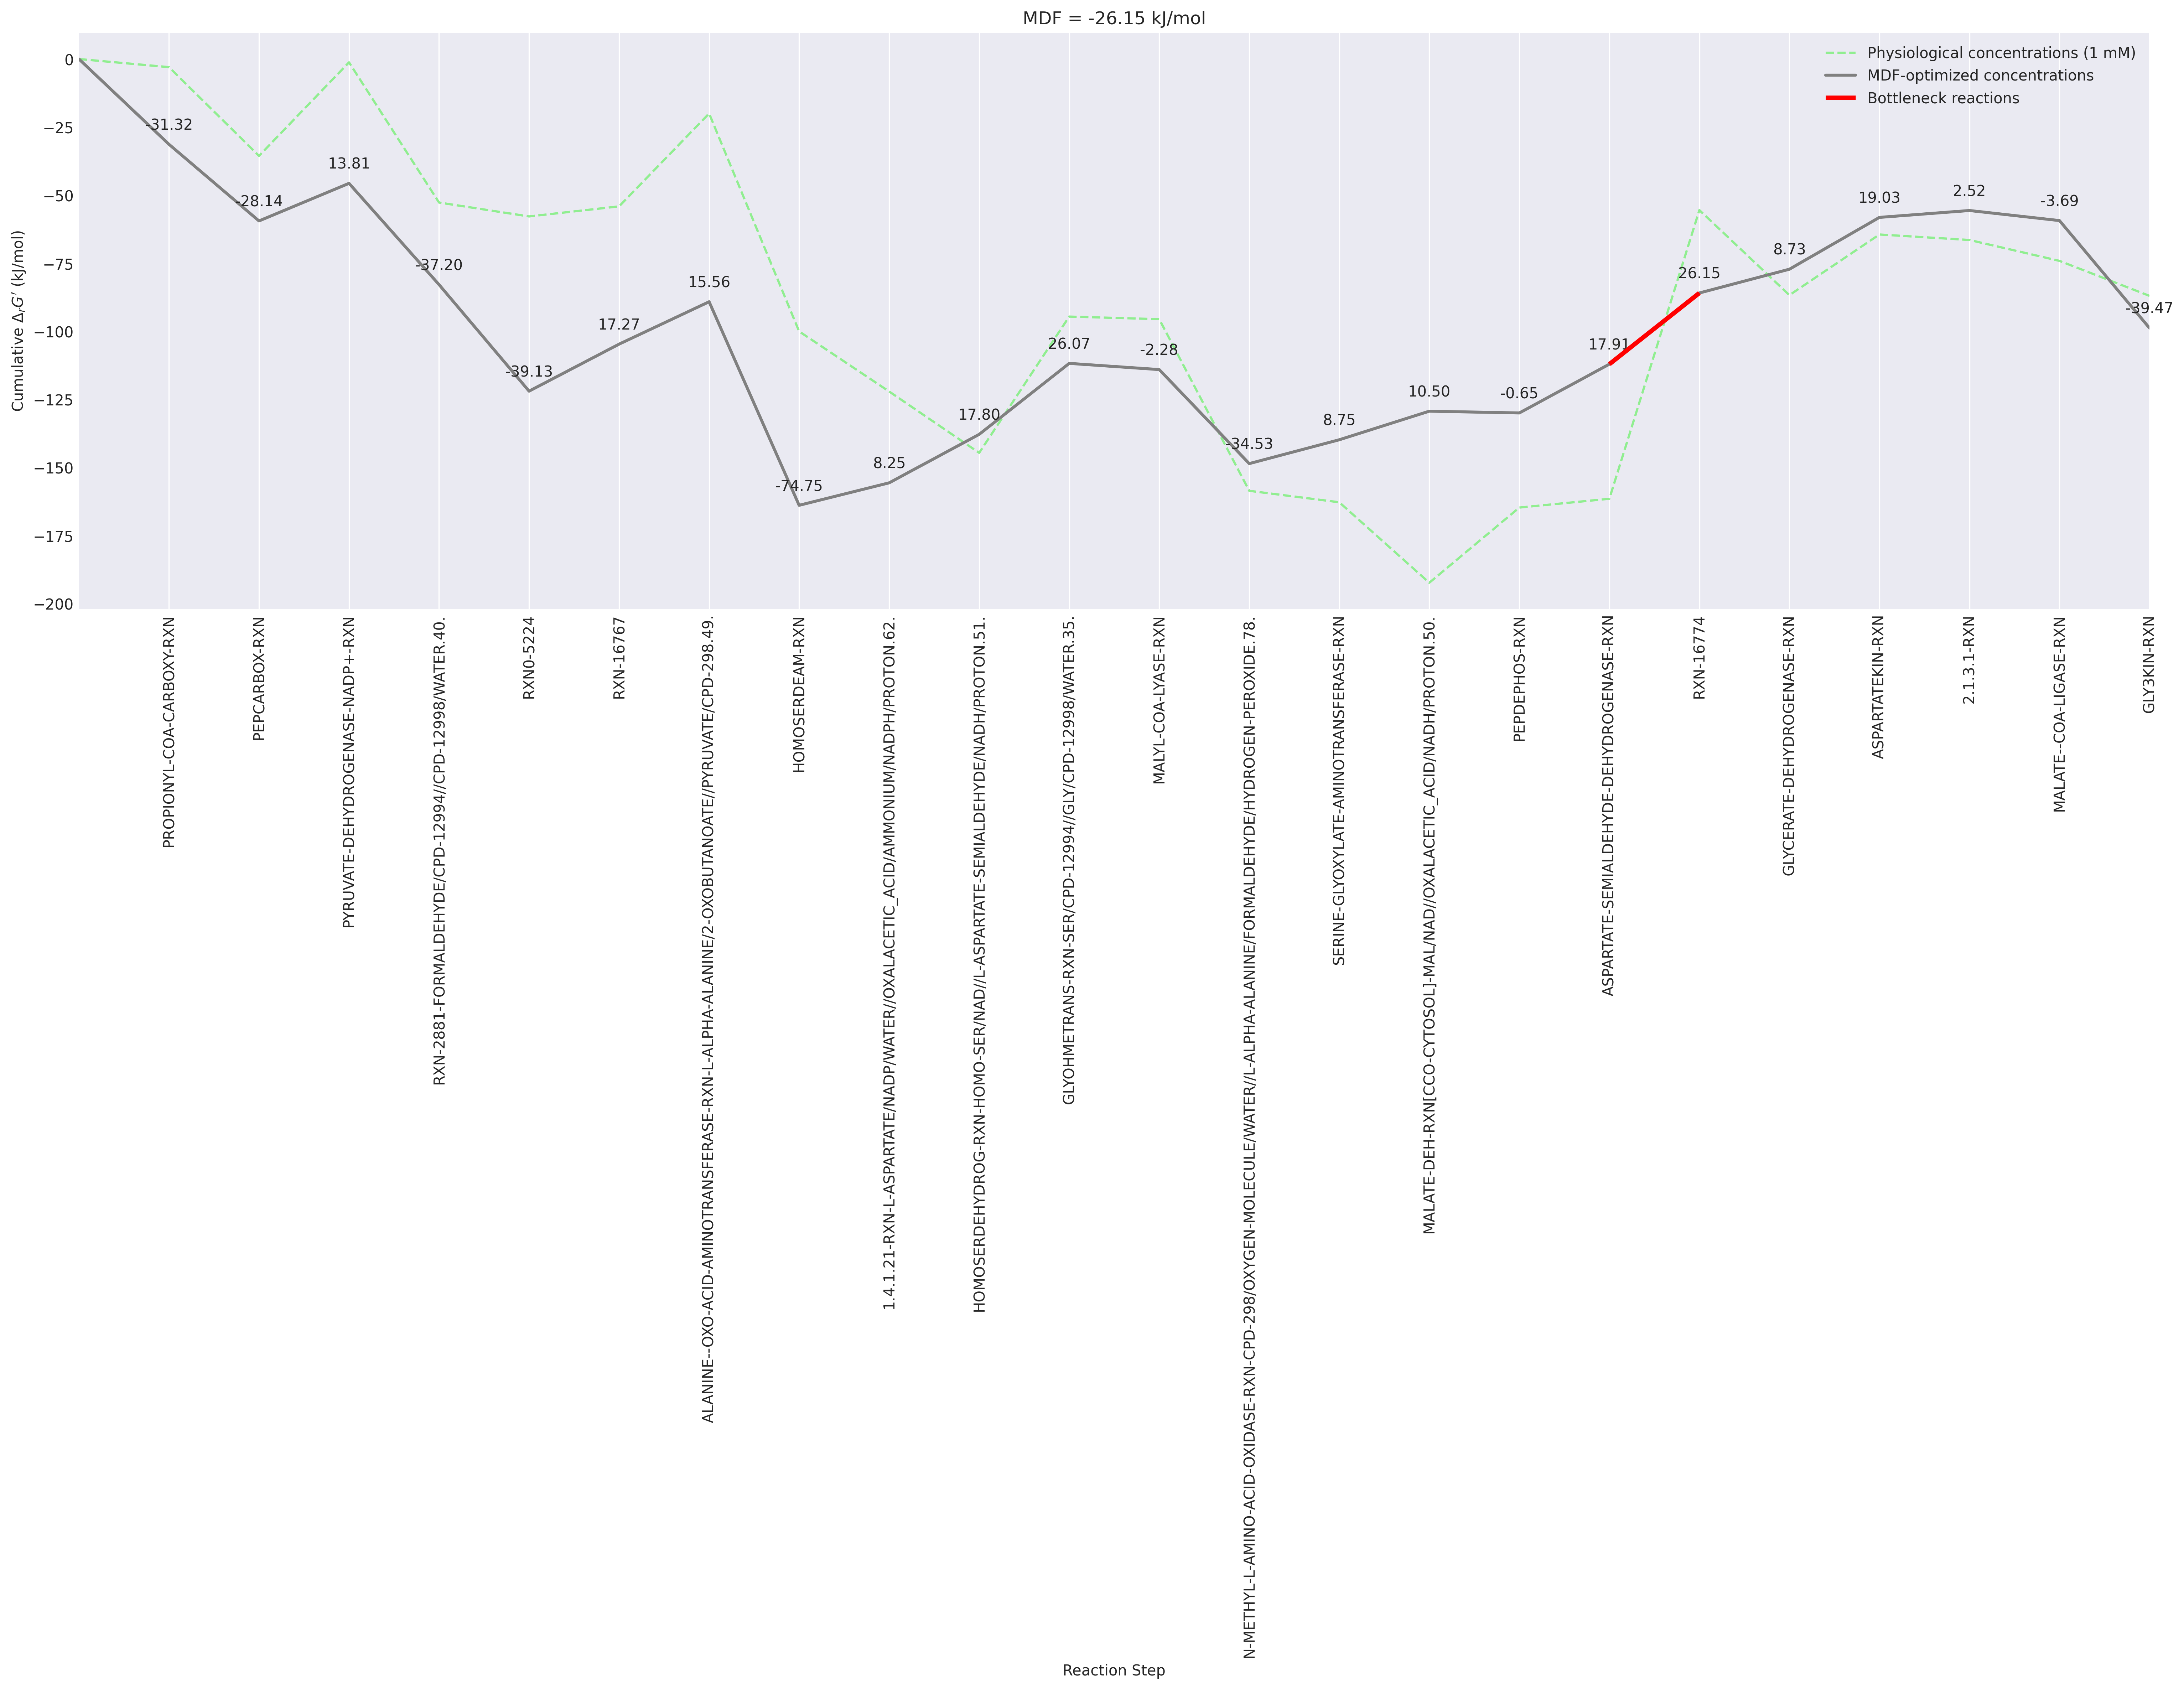 MDF = -26.15 kJ/mol
Physiological concentrations (1 mM)
MDF-optimized concentrations
Bottleneck reactions
Cumulative ΔrG′ (kJ/mol)
0
−25
−50
−75
−100
−125
−150
−175
−200
-31.32
-28.14
13.81
-37.20
-39.13
17.27
15.56
-74.75
8.25
17.80
26.07
-2.28
-34.53
8.75
10.50
-0.65
17.91
26.15
8.73
19.03
2.52
-3.69
-39.47
PROPIONYL-COA-CARBOXY-RXN
PEPCARBOX-RXN
PYRUVATE-DEHYDROGENASE-NADP+-RXN
RXN-2881-FORMALDEHYDE/CPD-12994//CPD-12998/WATER.40.
RXN0-5224
RXN-16767
ALANINE--OXO-ACID-AMINOTRANSFERASE-RXN-L-ALPHA-ALANINE/2-OXOBUTANOATE//PYRUVATE/CPD-298.49.
HOMOSERDEAM-RXN
1.4.1.21-RXN-L-ASPARTATE/NADP/WATER//OXALACETIC_ACID/AMMONIUM/NADPH/PROTON.62.
HOMOSERDEHYDROG-RXN-HOMO-SER/NAD//L-ASPARTATE-SEMIALDEHYDE/NADH/PROTON.51.
GLYOHMETRANS-RXN-SER/CPD-12994//GLY/CPD-12998/WATER.35.
MALYL-COA-LYASE-RXN
N-METHYL-L-AMINO-ACID-OXIDASE-RXN-CPD-298/OXYGEN-MOLECULE/WATER//L-ALPHA-ALANINE/FORMALDEHYDE/HYDROGEN-PEROXIDE.78.
SERINE-GLYOXYLATE-AMINOTRANSFERASE-RXN
MALATE-DEH-RXN[CCO-CYTOSOL]-MAL/NAD//OXALACETIC_ACID/NADH/PROTON.50.
PEPDEPHOS-RXN
ASPARTATE-SEMIALDEHYDE-DEHYDROGENASE-RXN
RXN-16774
GLYCERATE-DEHYDROGENASE-RXN
ASPARTATEKIN-RXN
2.1.3.1-RXN
MALATE--COA-LIGASE-RXN
GLY3KIN-RXN
Reaction Step